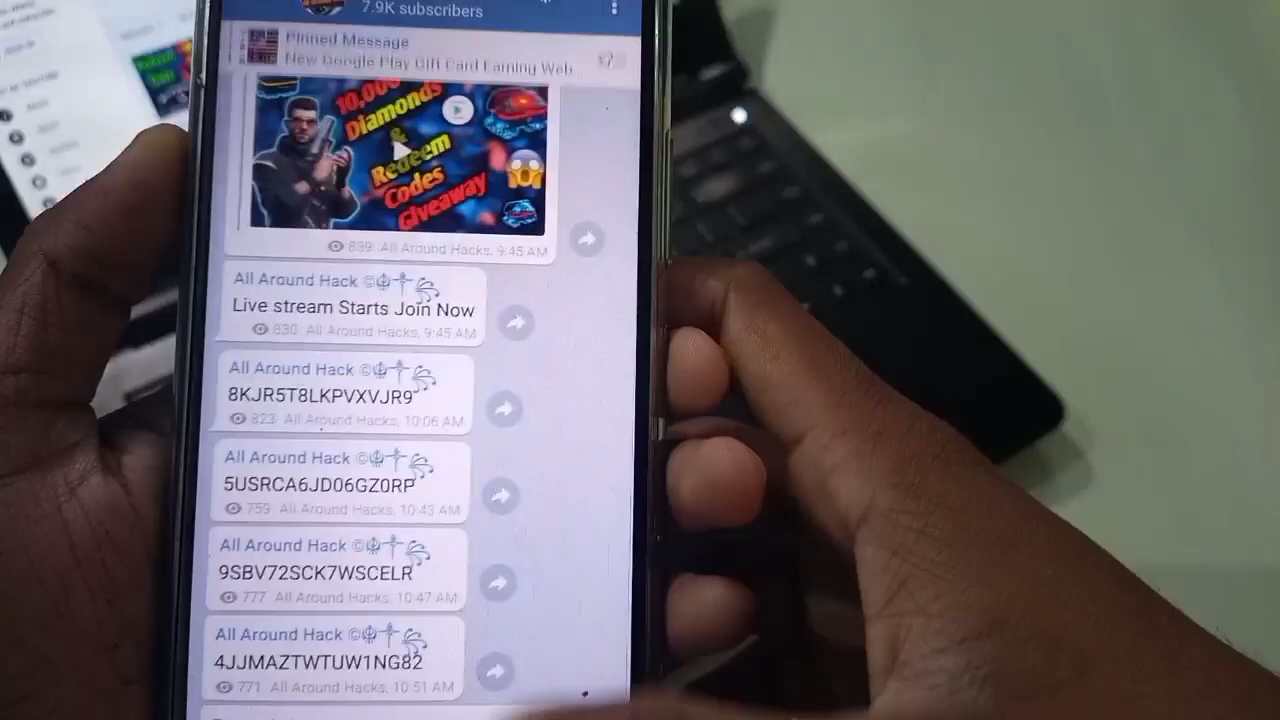 7.9K subscribers
Pinned Message
New Google Play Gift Card Earning Web
10,000
Diamonds
&
Redeem
Codes
Giveaway
839 All Around Hacks, 9:45 AM
All Around Hack ©
Live stream Starts Join Now
830 All Around Hacks, 9:45 AM
All Around Hack ©
8KJR5T8LKPVXVJR9
823 All Around Hacks, 10:06 AM
All Around Hack ©
5USRCA6JD06GZ0RP
759 All Around Hacks, 10:43 AM
All Around Hack ©
9SBV72SCK7WSCELR
777 All Around Hacks, 10:47 AM
All Around Hack ©
4JJMAZTWTUW1NG82
771 All Around Hacks, 10:51 AM